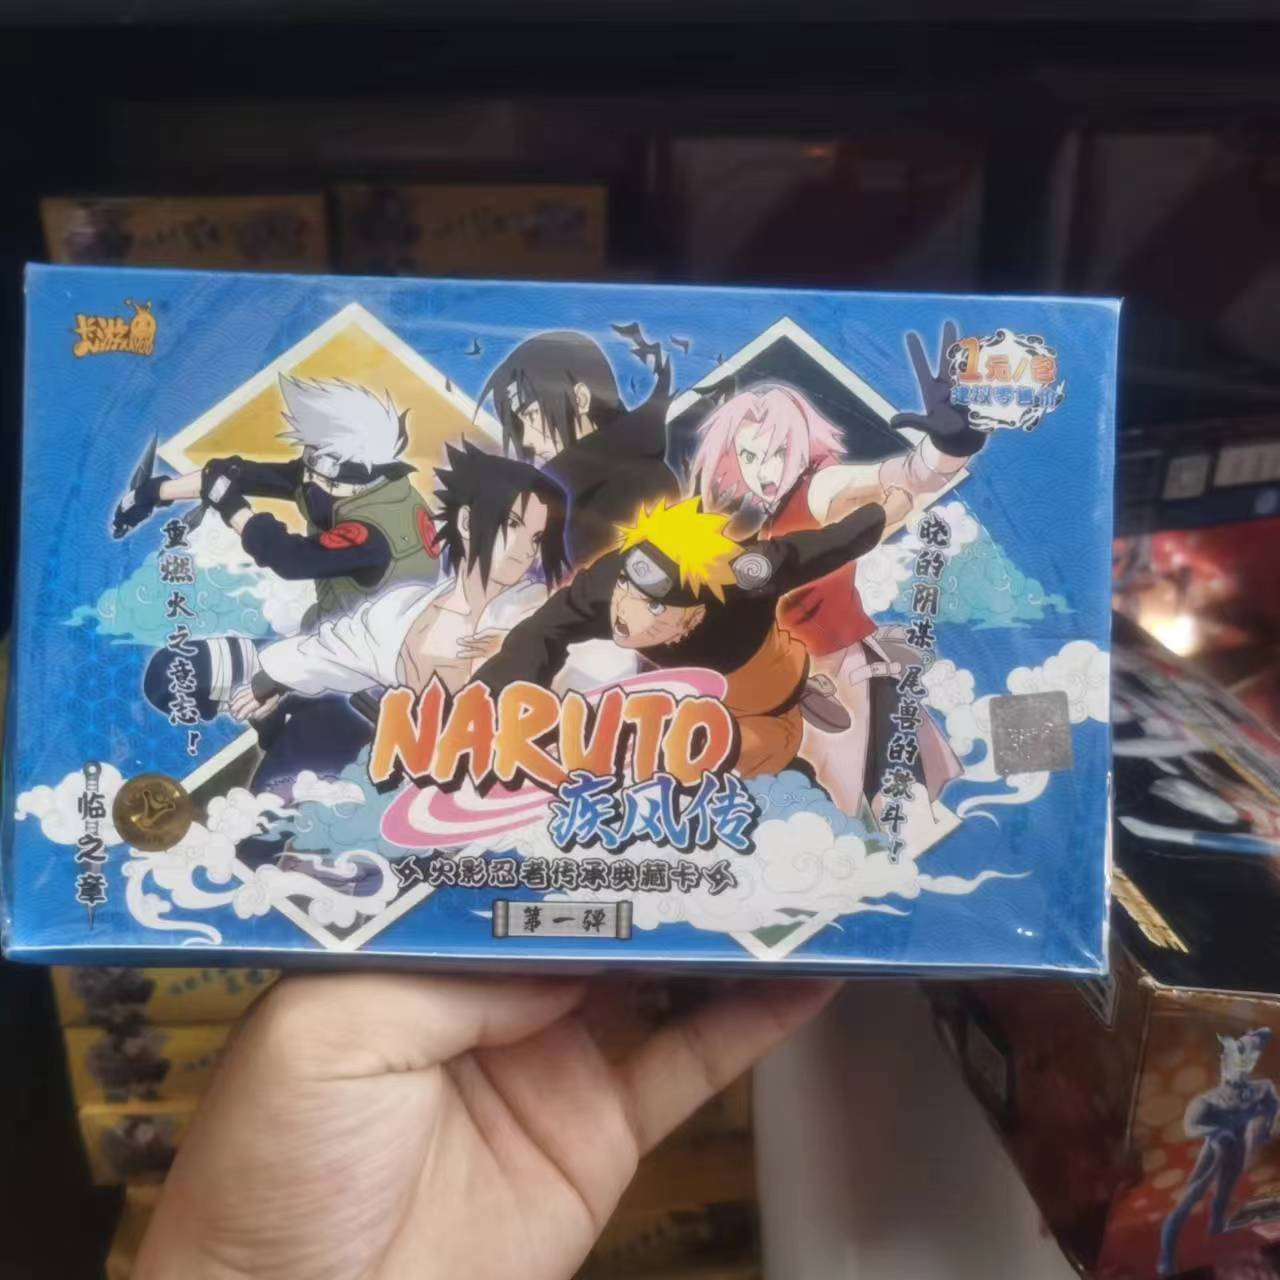 卡游
1元/包
建议零售价
重燃火之意志！
晓的阴谋，尾兽的激斗！
NARUTO
疾风传
临之章
火影忍者传承典藏卡
第一弹